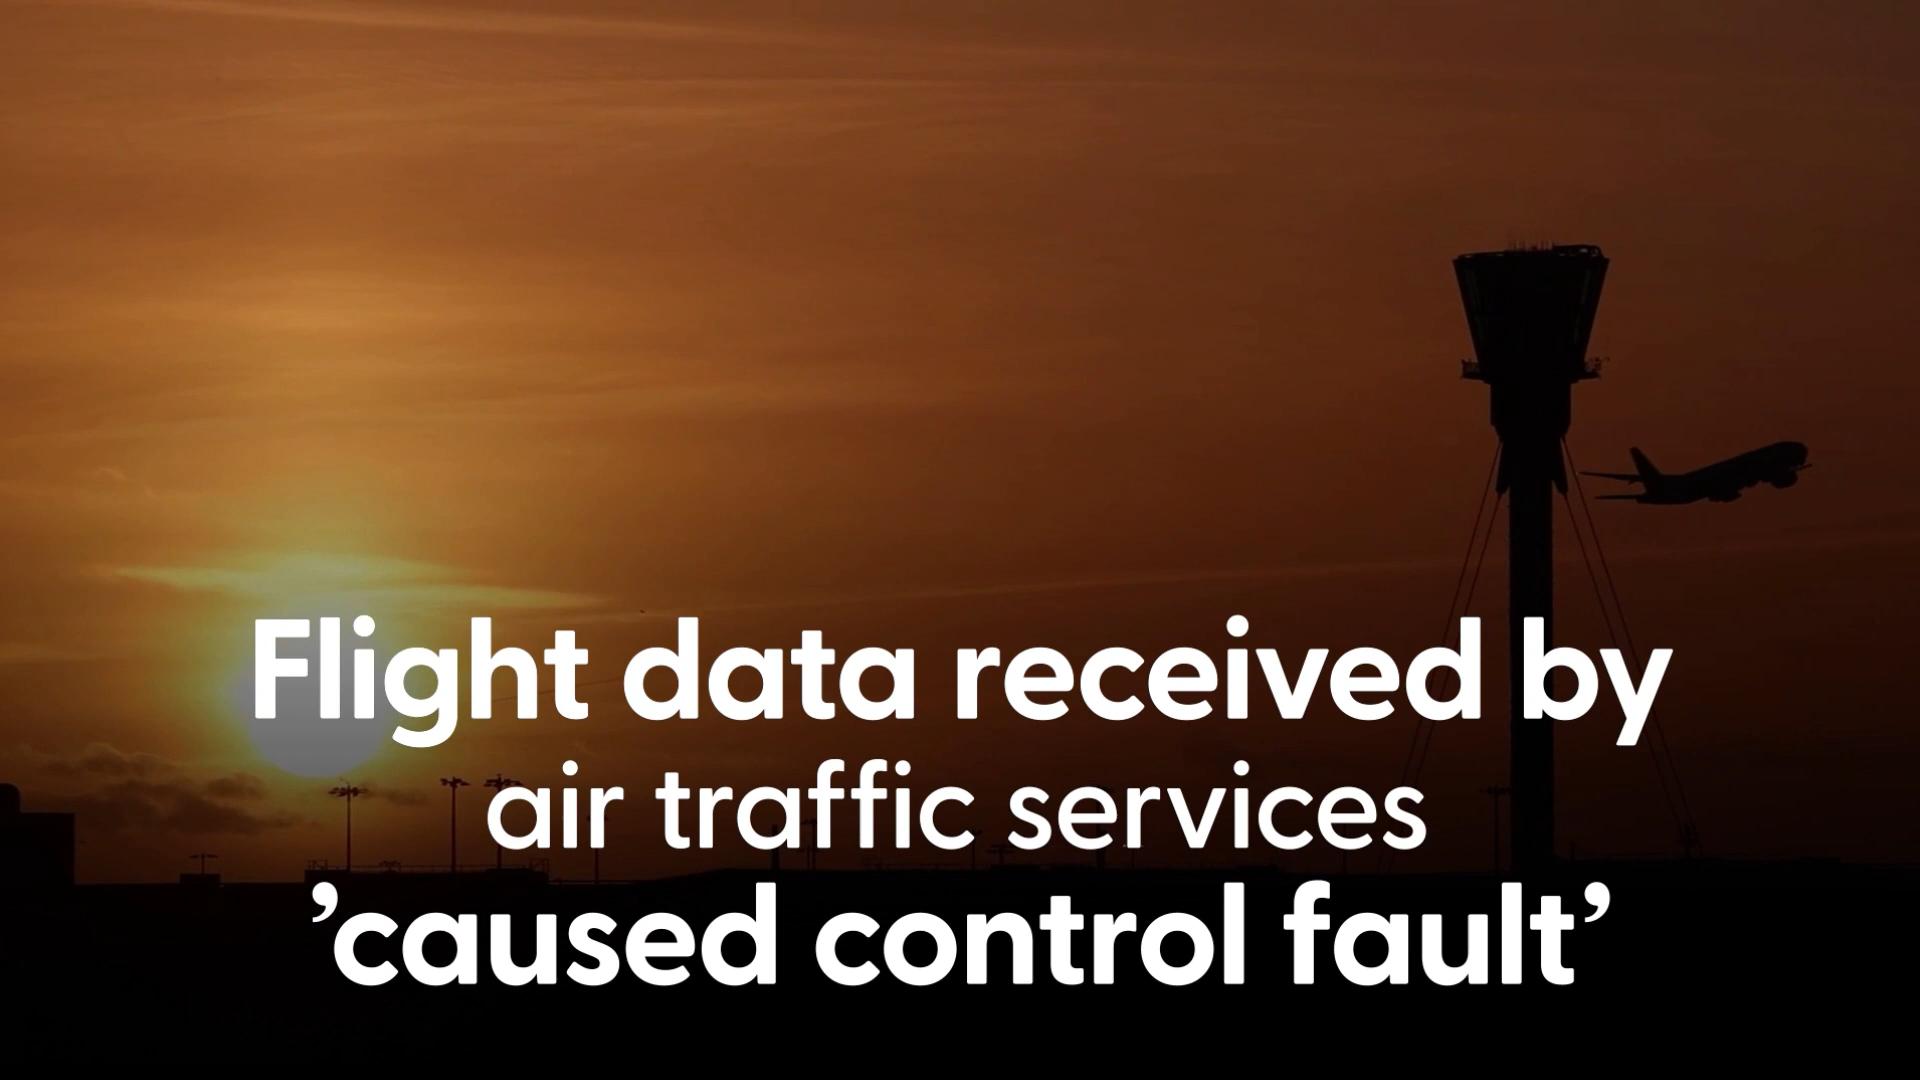 Flight data received by
air traffic services
’caused control fault’